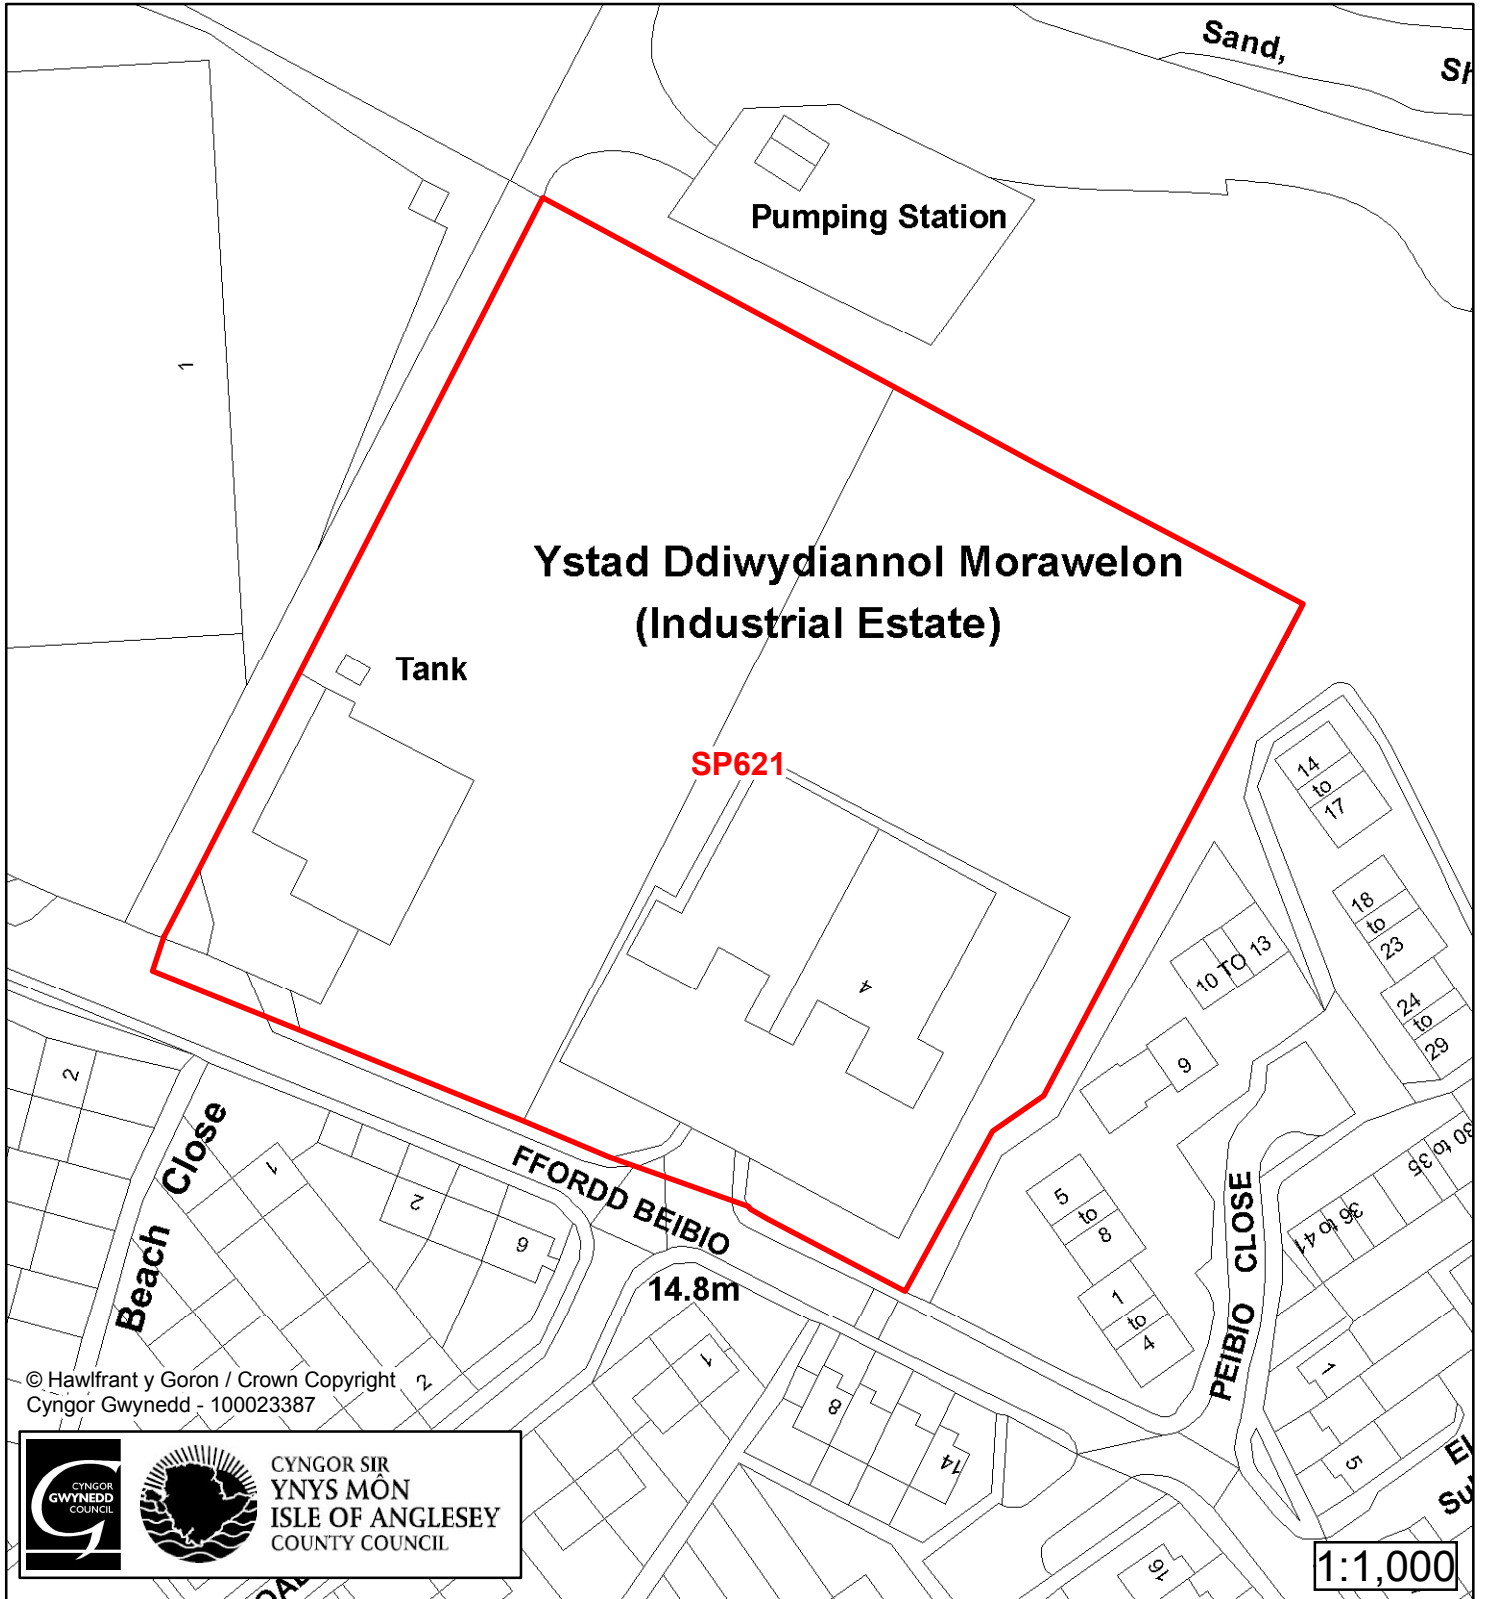 Sand,
Pumping Station
1
Ystad Ddiwydiannol Morawelon
(Industrial Estate)
Tank
SP621
14
to
17
18
to
23
10 TO 13
24
to
29
4
9
2
Beach Close
1
2
6
FFORDD BEIBIO
14.8m
5
to
8
1
to
4
PEIBIO CLOSE
30 to 35
36 to 41
1
5
1
8
14
16
2
© Hawlfrant y Goron / Crown Copyright
Cyngor Gwynedd - 100023387
CYNGOR
GWYNEDD
COUNCIL
CYNGOR SIR
YNYS MÔN
ISLE OF ANGLESEY
COUNTY COUNCIL
1:1,000